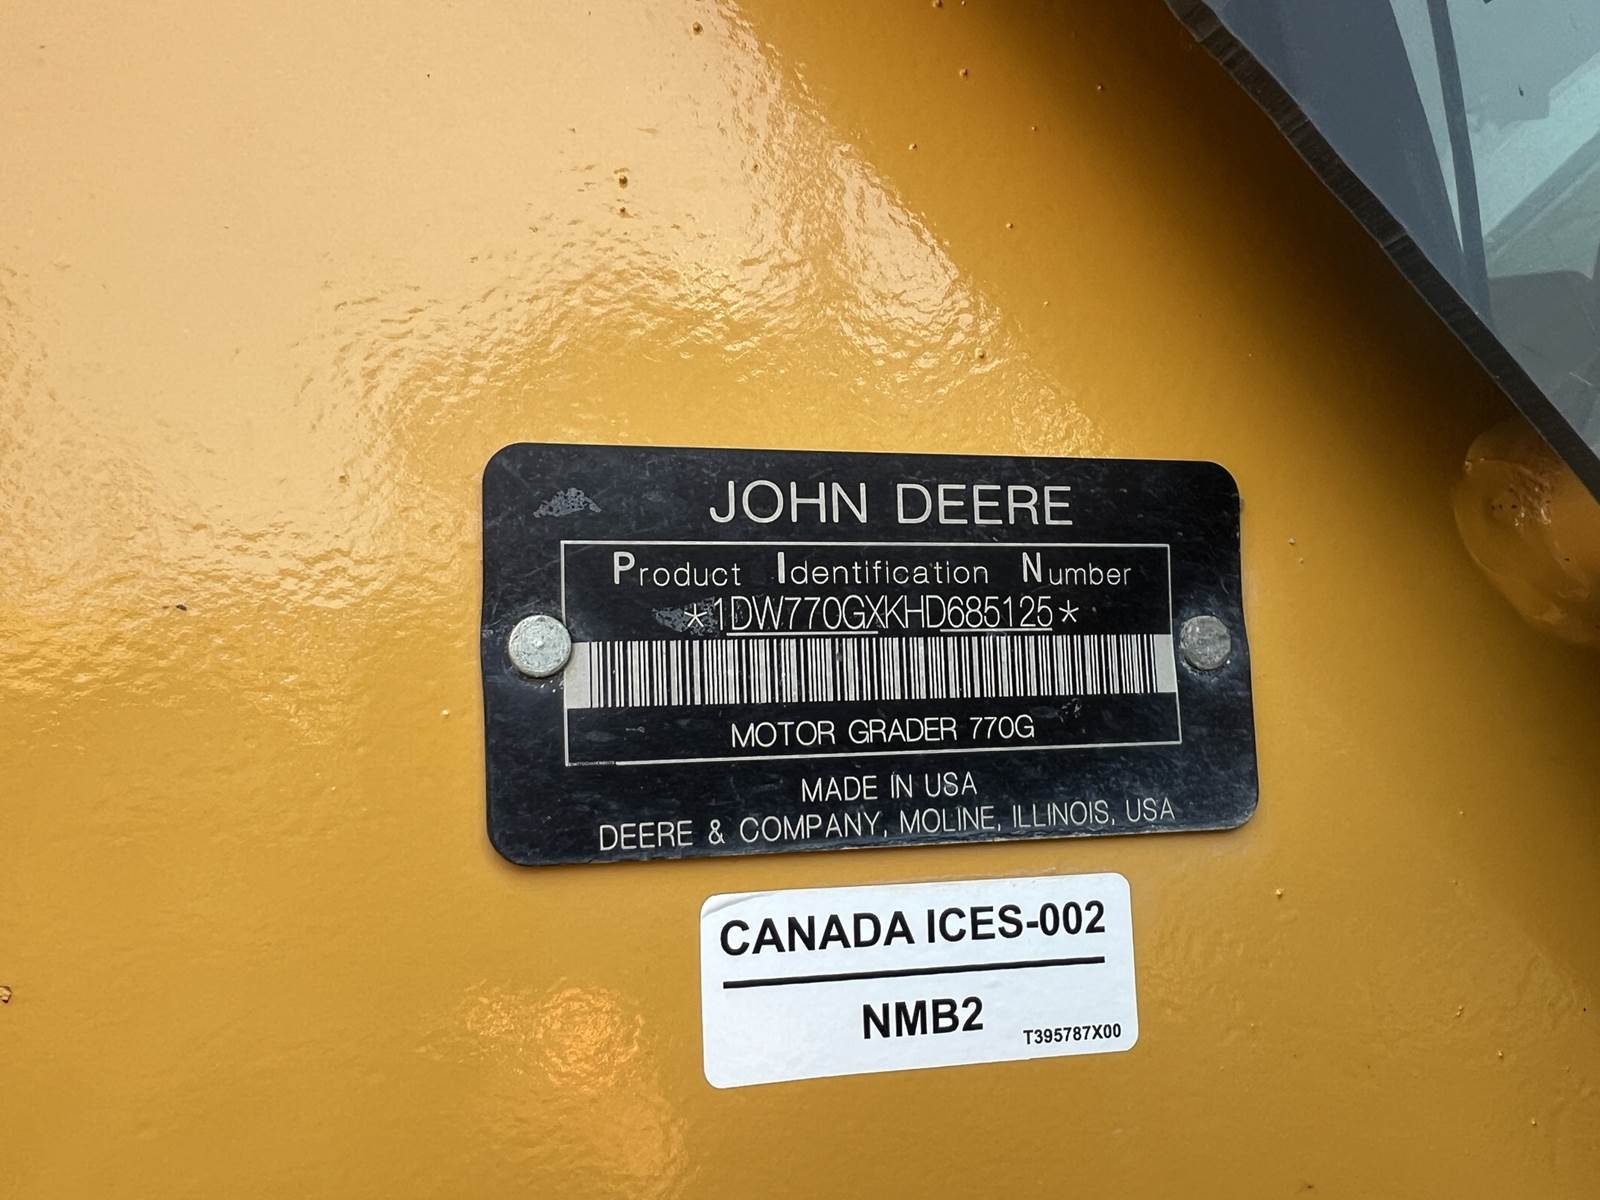 JOHN DEERE
Product Identification Number
*1DW770GXKHD685125*
MOTOR GRADER 770G
MADE IN USA
DEERE & COMPANY, MOLINE, ILLINOIS, USA
CANADA ICES-002
NMB2
T395787X00